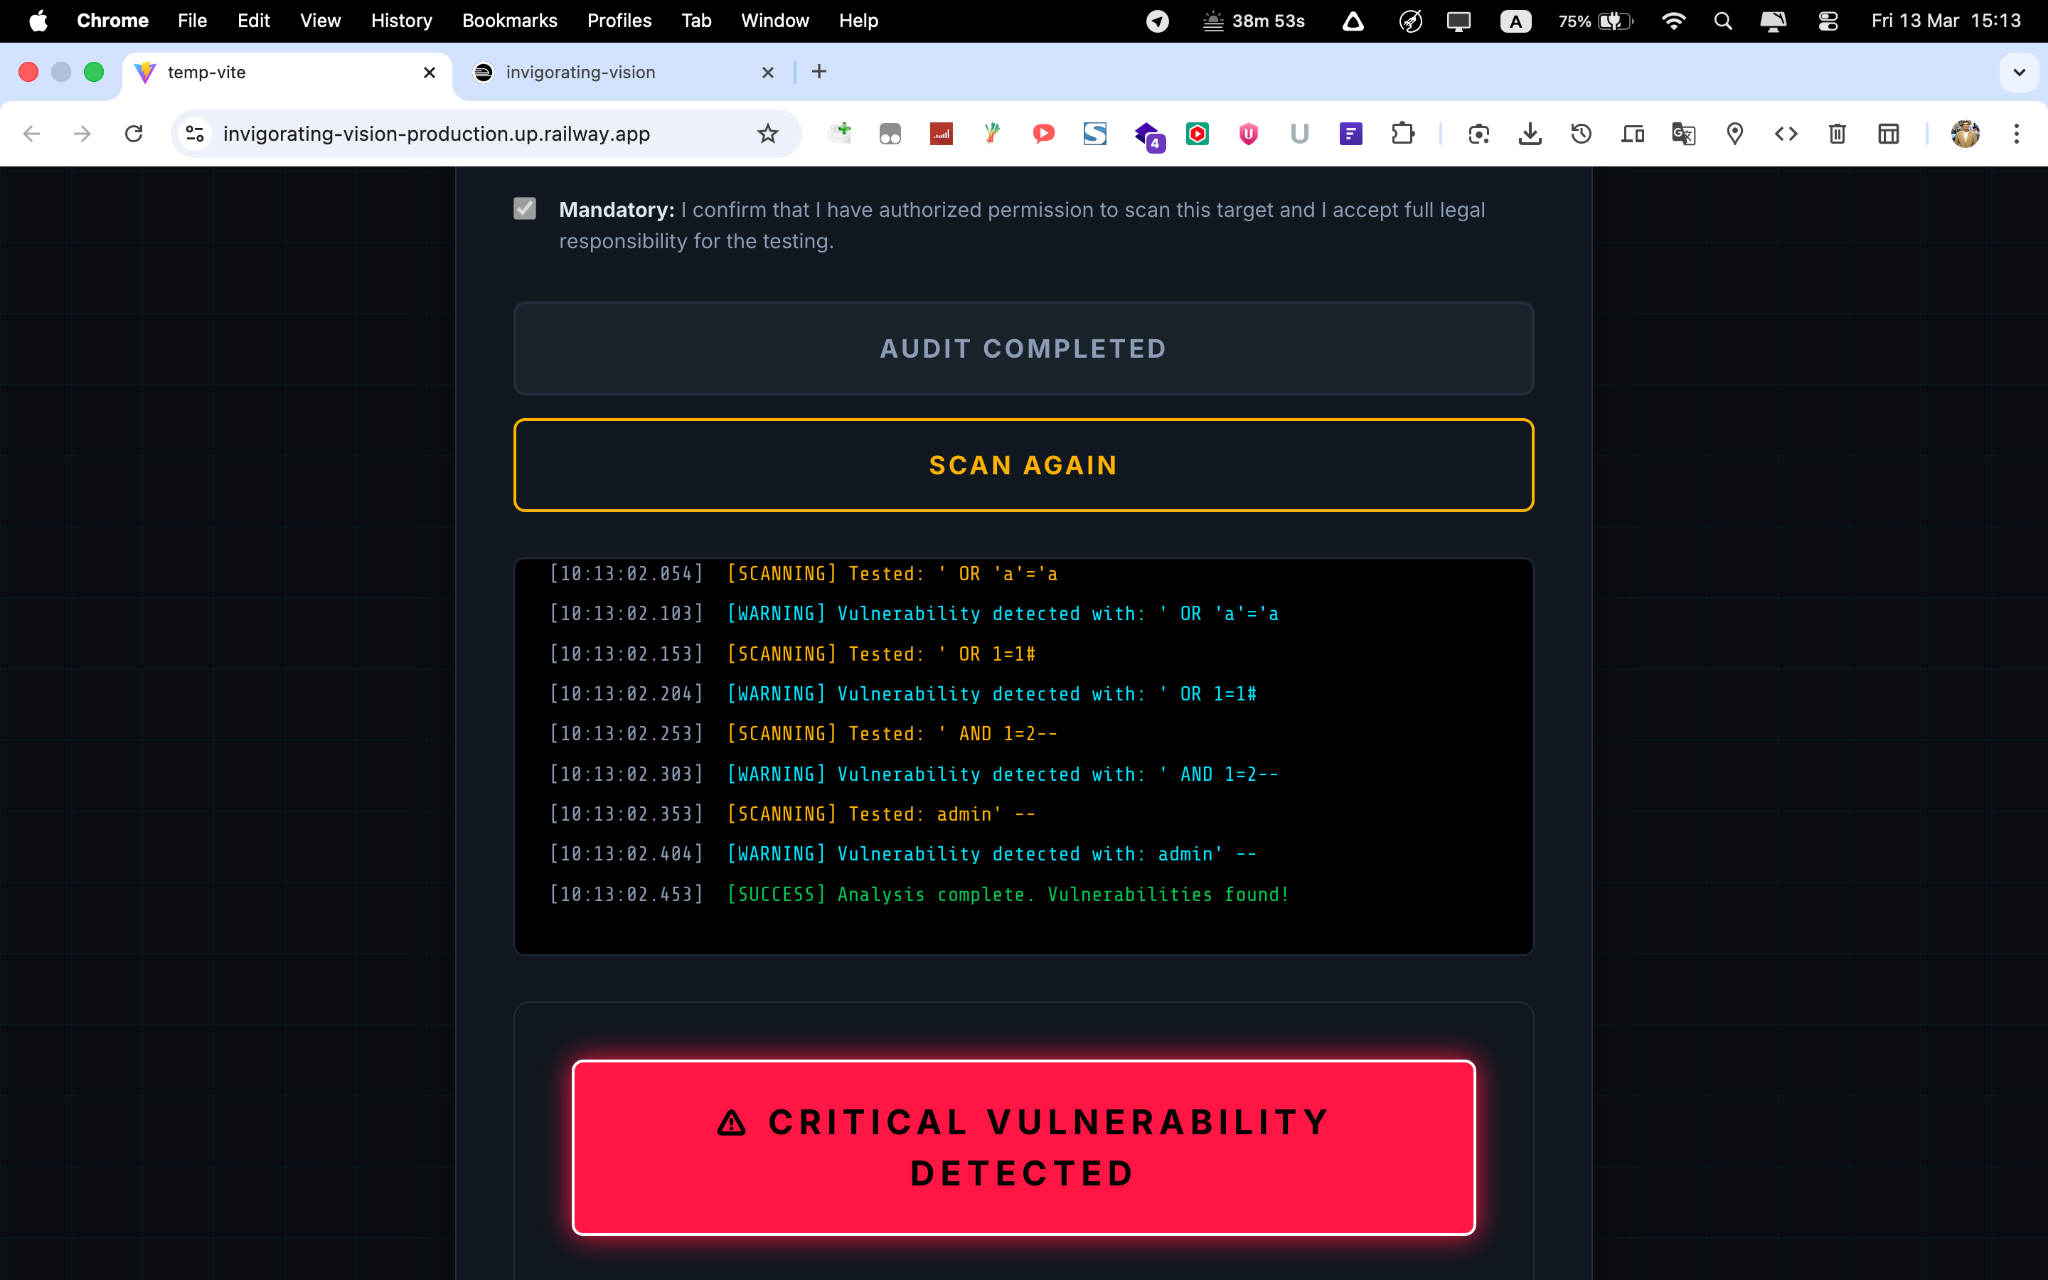 Chrome File Edit View History Bookmarks Profiles Tab Window Help 38m 53s A 75% Fri 13 Mar 15:13
temp-vite invigorating-vision
invigorating-vision-production.up.railway.app 4
Mandatory: I confirm that I have authorized permission to scan this target and I accept full legal
responsibility for the testing.
AUDIT COMPLETED
SCAN AGAIN
[10:13:02.054] [SCANNING] Tested: ' OR 'a'='a
[10:13:02.103] [WARNING] Vulnerability detected with: ' OR 'a'='a
[10:13:02.153] [SCANNING] Tested: ' OR 1=1#
[10:13:02.204] [WARNING] Vulnerability detected with: ' OR 1=1#
[10:13:02.253] [SCANNING] Tested: ' AND 1=2--
[10:13:02.303] [WARNING] Vulnerability detected with: ' AND 1=2--
[10:13:02.353] [SCANNING] Tested: admin' --
[10:13:02.404] [WARNING] Vulnerability detected with: admin' --
[10:13:02.453] [SUCCESS] Analysis complete. Vulnerabilities found!
⚠ CRITICAL VULNERABILITY
DETECTED